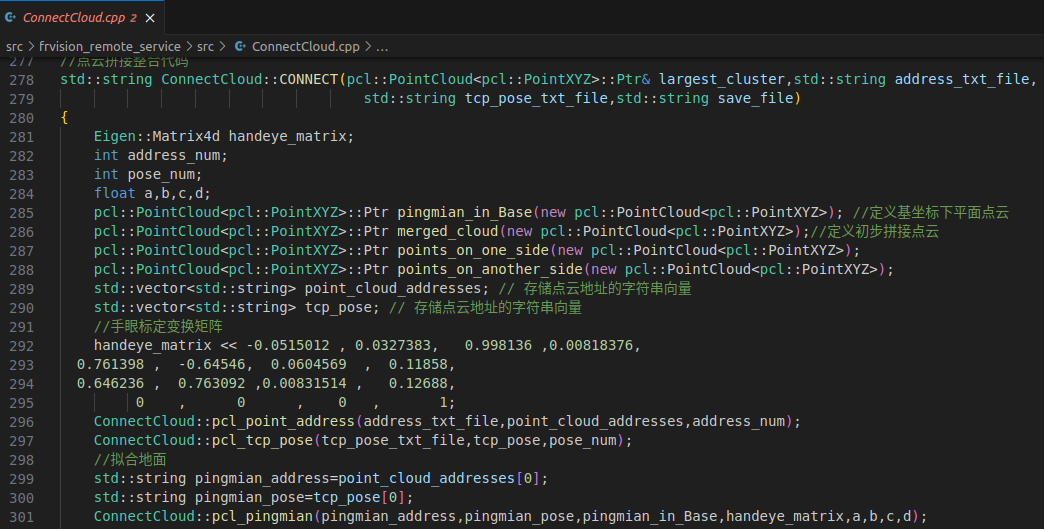 ConnectCloud.cpp 2 ×
src > frvision_remote_service > src > ConnectCloud.cpp > ...
277 //点云拼接整合代码
278 std::string ConnectCloud::CONNECT(pcl::PointCloud<pcl::PointXYZ>::Ptr& largest_cluster,std::string address_txt_file,
279 std::string tcp_pose_txt_file,std::string save_file)
280 {
281 Eigen::Matrix4d handeye_matrix;
282 int address_num;
283 int pose_num;
284 float a,b,c,d;
285 pcl::PointCloud<pcl::PointXYZ>::Ptr pingmian_in_Base(new pcl::PointCloud<pcl::PointXYZ>); //定义基坐标下平面点云
286 pcl::PointCloud<pcl::PointXYZ>::Ptr merged_cloud(new pcl::PointCloud<pcl::PointXYZ>);//定义初步拼接点云
287 pcl::PointCloud<pcl::PointXYZ>::Ptr points_on_one_side(new pcl::PointCloud<pcl::PointXYZ>);
288 pcl::PointCloud<pcl::PointXYZ>::Ptr points_on_another_side(new pcl::PointCloud<pcl::PointXYZ>);
289 std::vector<std::string> point_cloud_addresses; // 存储点云地址的字符串向量
290 std::vector<std::string> tcp_pose; // 存储点云地址的字符串向量
291 //手眼标定变换矩阵
292 handeye_matrix << -0.0515012 , 0.0327383, 0.998136 ,0.00818376,
293 0.761398 , -0.64546, 0.0604569 , 0.11858,
294 0.646236 , 0.763092 ,0.00831514 , 0.12688,
295 0 , 0 , 0 , 1;
296 ConnectCloud::pcl_point_address(address_txt_file,point_cloud_addresses,address_num);
297 ConnectCloud::pcl_tcp_pose(tcp_pose_txt_file,tcp_pose,pose_num);
298 //拟合地面
299 std::string pingmian_address=point_cloud_addresses[0];
300 std::string pingmian_pose=tcp_pose[0];
301 ConnectCloud::pcl_pingmian(pingmian_address,pingmian_pose,pingmian_in_Base,handeye_matrix,a,b,c,d);